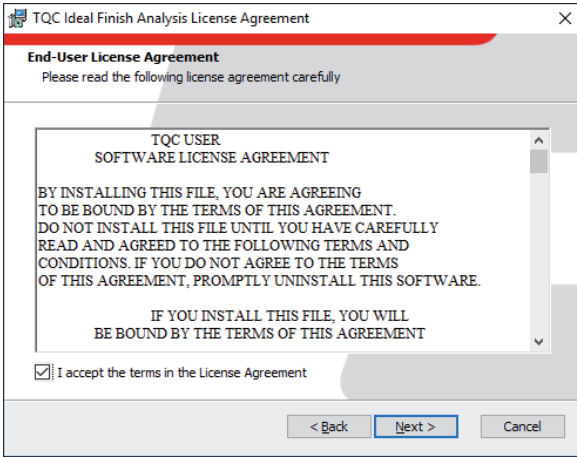 TQC Ideal Finish Analysis License Agreement
End-User License Agreement
Please read the following license agreement carefully
TQC USER
SOFTWARE LICENSE AGREEMENT
BY INSTALLING THIS FILE, YOU ARE AGREEING
TO BE BOUND BY THE TERMS OF THIS AGREEMENT.
DO NOT INSTALL THIS FILE UNTIL YOU HAVE CAREFULLY
READ AND AGREED TO THE FOLLOWING TERMS AND
CONDITIONS. IF YOU DO NOT AGREE TO THE TERMS
OF THIS AGREEMENT, PROMPTLY UNINSTALL THIS SOFTWARE.
IF YOU INSTALL THIS FILE, YOU WILL
BE BOUND BY THE TERMS OF THIS AGREEMENT
I accept the terms in the License Agreement
< Back Next > Cancel